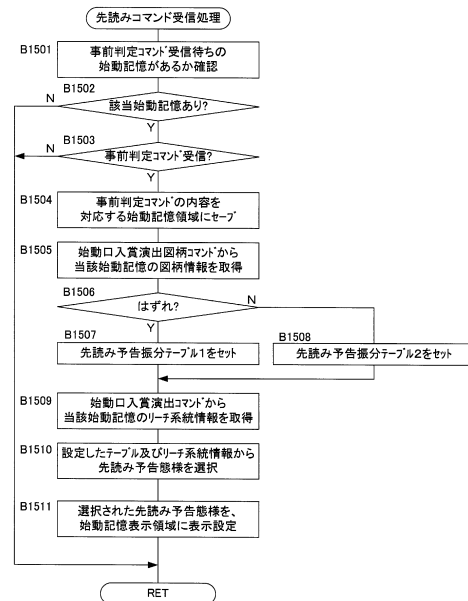 先読みコマンド受信処理
B1501
事前判定コマンド受信待ちの
始動記憶があるか確認
B1502
N
該当始動記憶あり?
Y
B1503
N
事前判定コマンド受信?
Y
B1504
事前判定コマンドの内容を
対応する始動記憶領域にセーブ
B1505
始動口入賞演出図柄コマンドから
当該始動記憶の図柄情報を取得
B1506
はずれ?
N
Y
B1507
先読み予告振分テーブル1をセット
B1508
先読み予告振分テーブル2をセット
B1509
始動口入賞演出コマンドから
当該始動記憶のリーチ系統情報を取得
B1510
設定したテーブル及びリーチ系統情報から
先読み予告態様を選択
B1511
選択された先読み予告態様を、
始動記憶表示領域に表示設定
RET